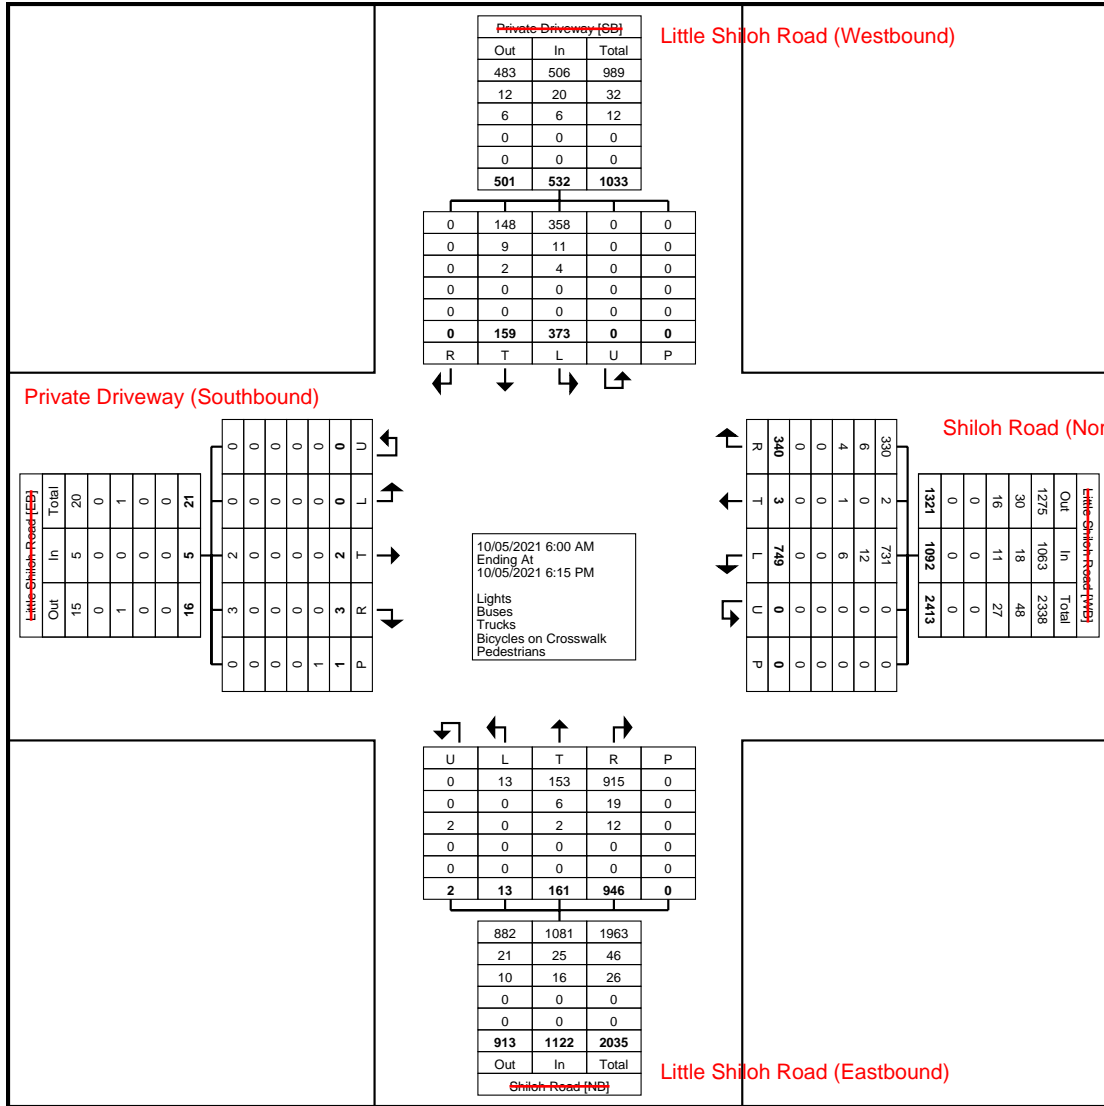 Private Driveway [SB]
Little Shiloh Road (Westbound)
Out In Total
483 506 989
12 20 32
6 6 12
0 0 0
0 0 0
501 532 1033
0 148 358 0 0
0 9 11 0 0
0 2 4 0 0
0 0 0 0 0
0 0 0 0 0
0 159 373 0 0
R T L U P
Private Driveway (Southbound)
Little Shiloh Road [EB]
Total 20 0 1 0 0 21
In 5 0 0 0 0 5
Out 15 0 1 0 0 16
0 0 0 0 0 0 U
0 0 0 0 0 0 L
2 0 0 0 0 2 T
3 0 0 0 0 3 R
0 0 0 0 1 1 P
10/05/2021 6:00 AM
Ending At
10/05/2021 6:15 PM
Lights
Buses
Trucks
Bicycles on Crosswalk
Pedestrians
Shiloh Road (Nor
R 340 0 0 4 6 330
T 3 0 0 1 0 2
L 749 0 0 6 12 731
U 0 0 0 0 0 0
P 0 0 0 0 0 0
1321 0 0 16 30 1275 Out
1092 0 0 11 18 1063 In
2413 0 0 27 48 2338 Total
Little Shiloh Road [WB]
U L T R P
0 13 153 915 0
0 0 6 19 0
2 0 2 12 0
0 0 0 0 0
0 0 0 0 0
2 13 161 946 0
882 1081 1963
21 25 46
10 16 26
0 0 0
0 0 0
913 1122 2035
Out In Total
Shiloh Road [NB]
Little Shiloh Road (Eastbound)